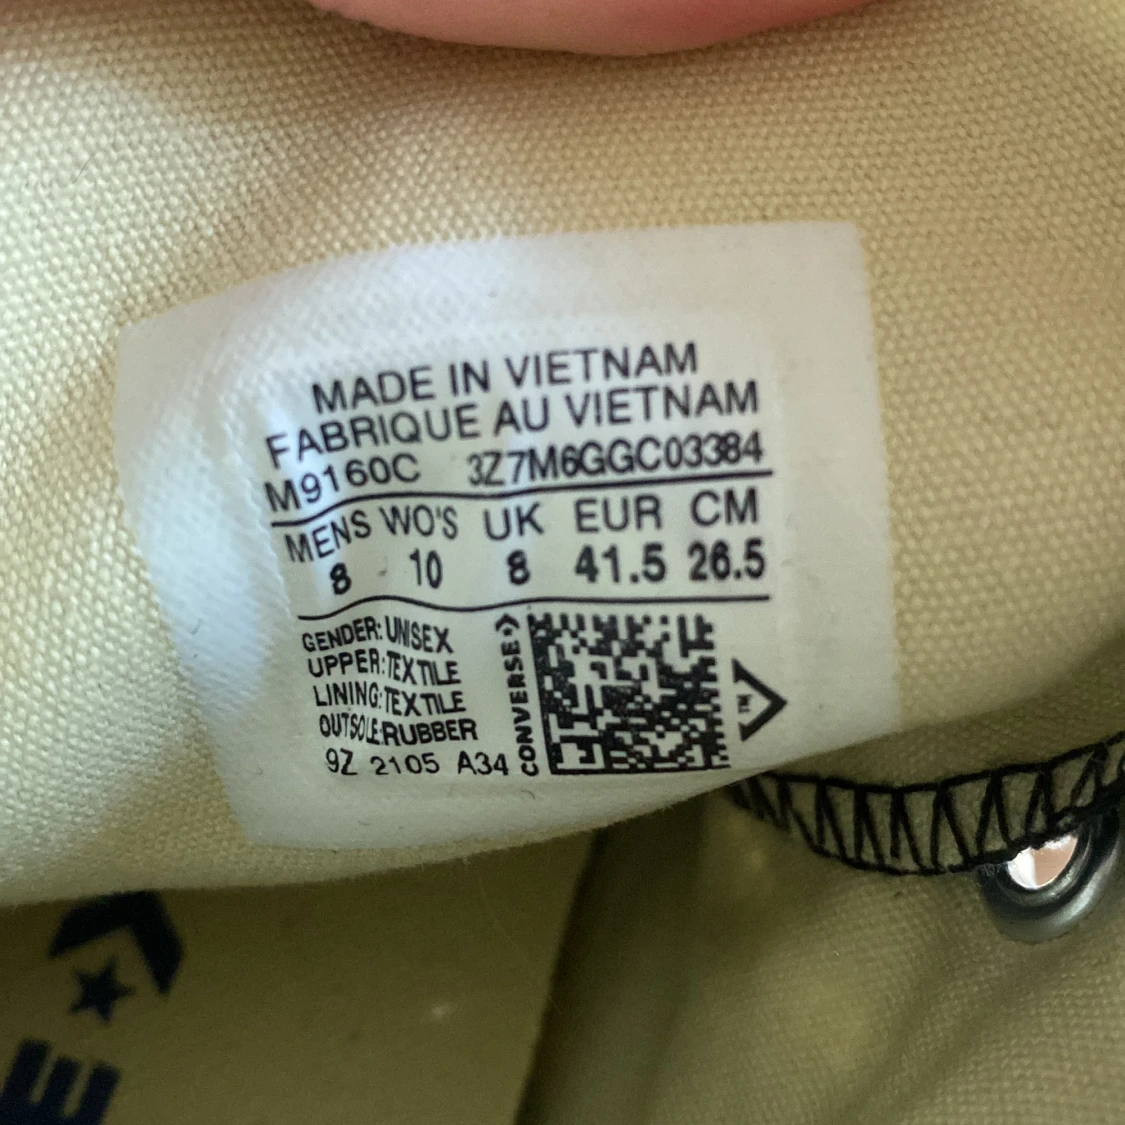 MADE IN VIETNAM
FABRIQUE AU VIETNAM
M9160C 3Z7M6GGC03384
MENS WO'S UK EUR CM
8 10 8 41.5 26.5
GENDER: UNISEX
UPPER:TEXTILE
LINING:TEXTILE
OUTSOLE:RUBBER
9Z 2105 A34
CONVERSE
TM
E